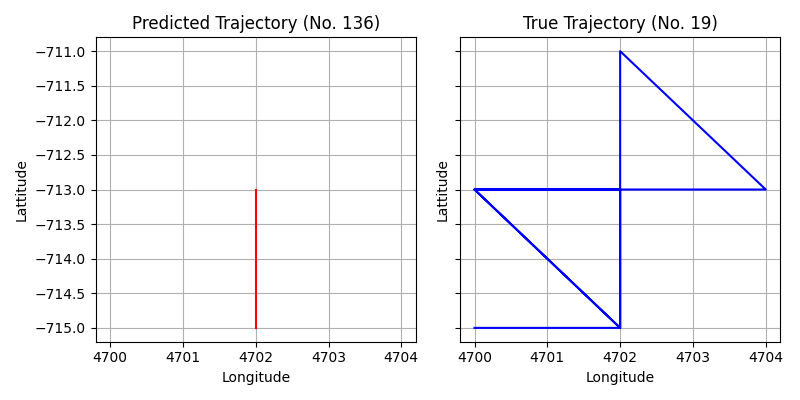 Predicted Trajectory (No. 136)
True Trajectory (No. 19)
Lattitude
−711.0
−711.5
−712.0
−712.5
−713.0
−713.5
−714.0
−714.5
−715.0
4700 4701 4702 4703 4704
Longitude
Lattitude
4700 4701 4702 4703 4704
Longitude